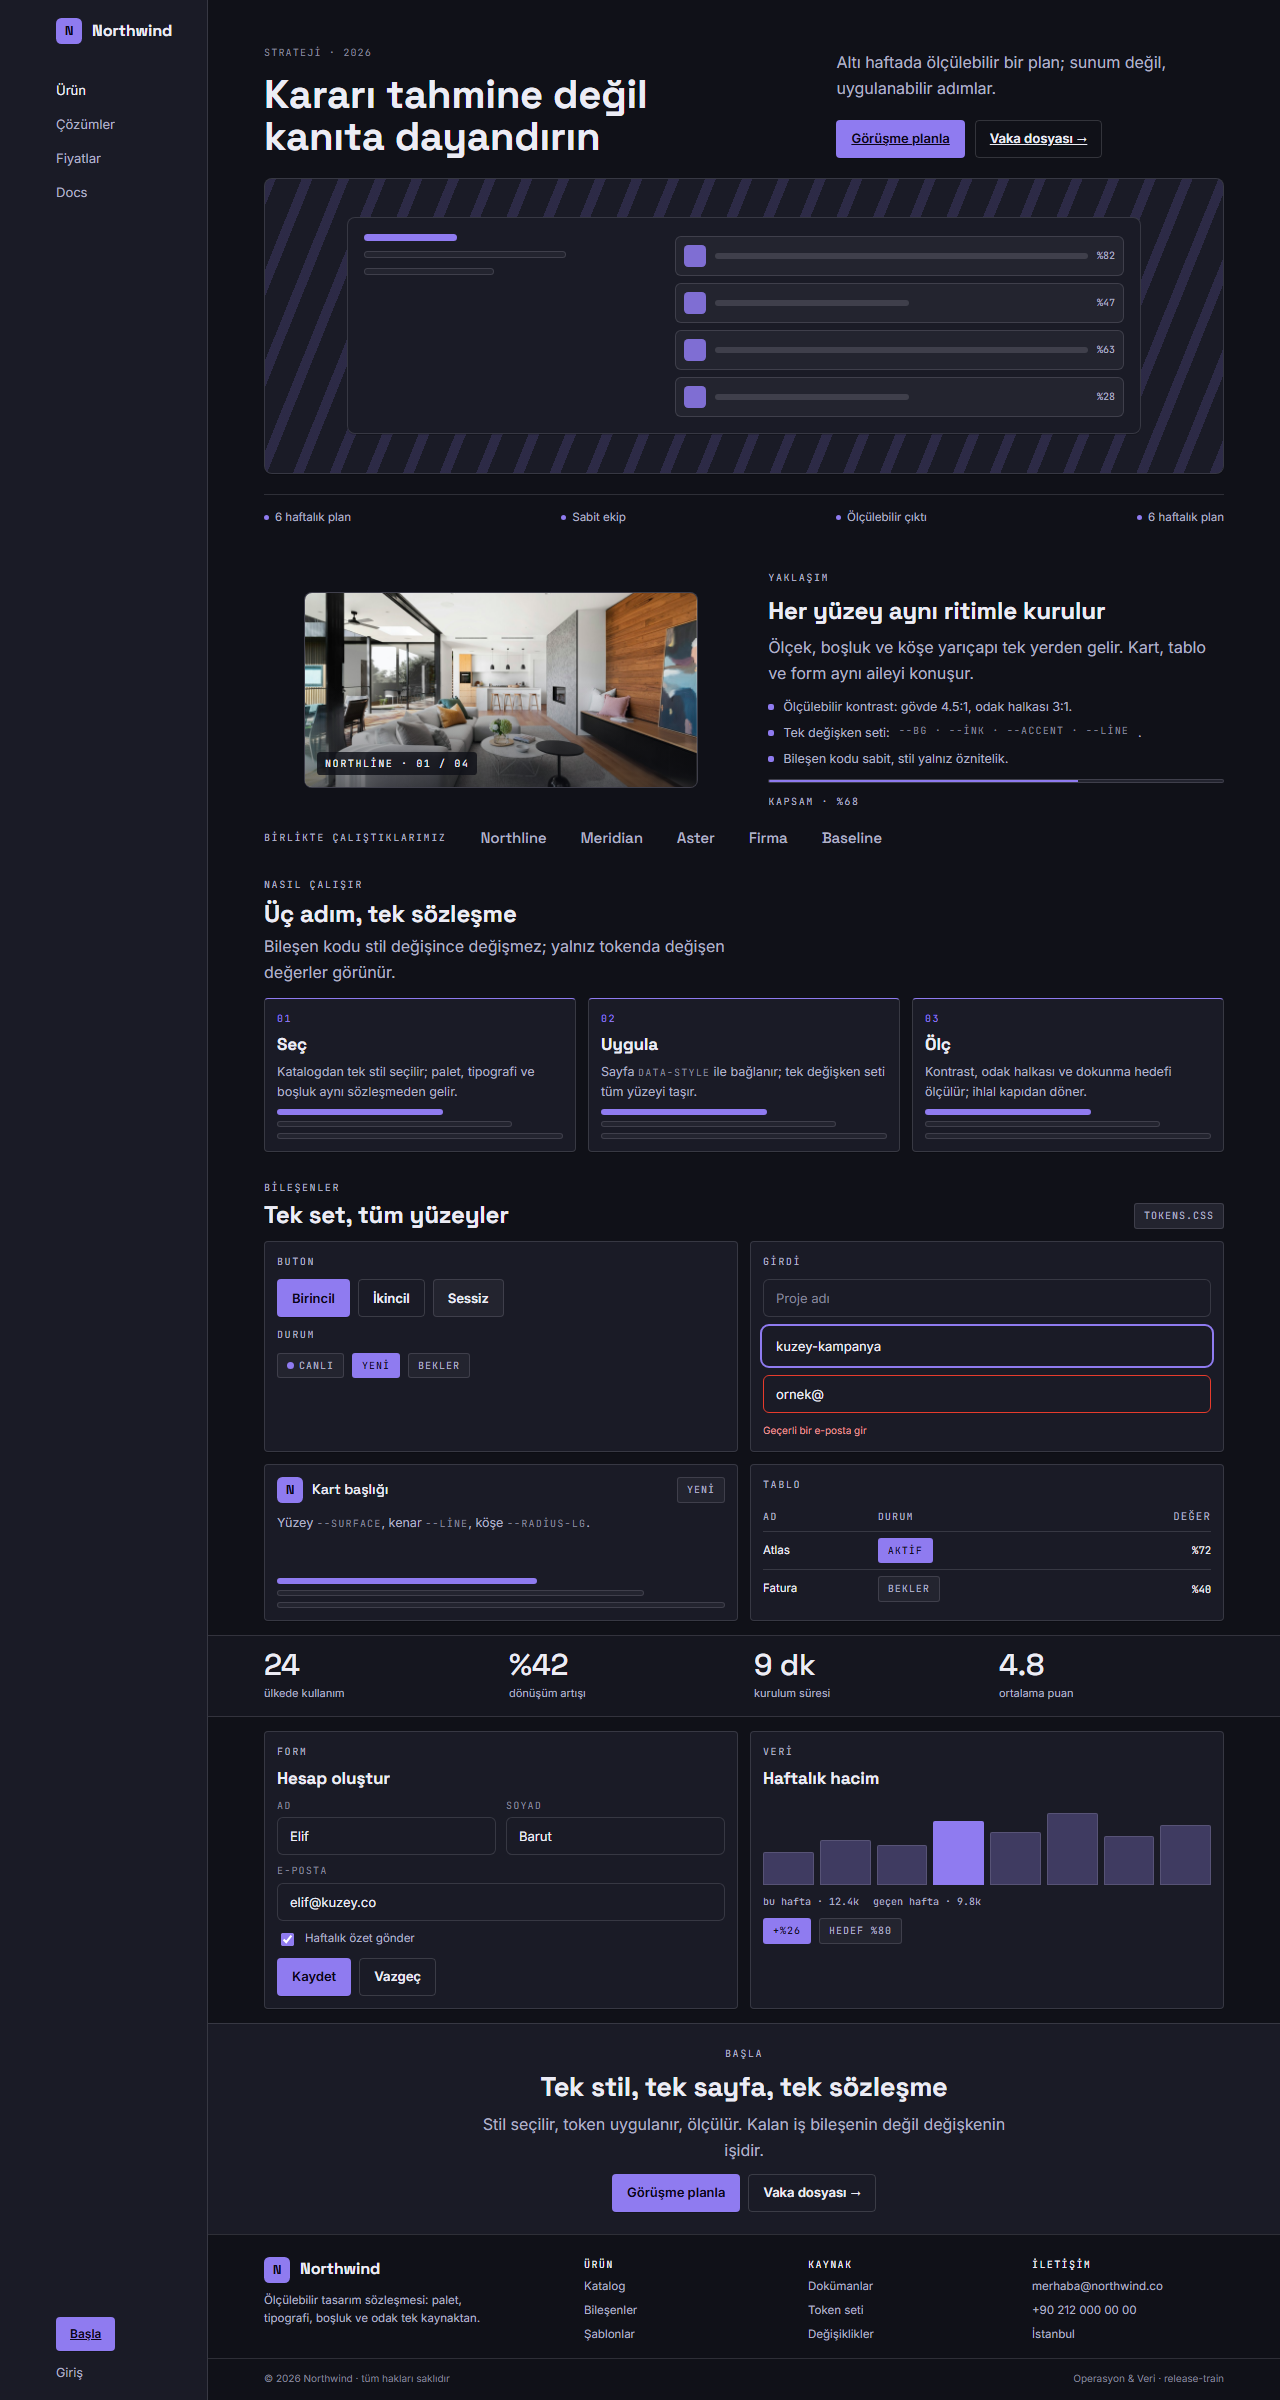 N Northwind
Ürün
Çözümler
Fiyatlar
Docs
Başla
Giriş
STRATEJİ · 2026
Kararı tahmine değil
kanıta dayandırın
Altı haftada ölçülebilir bir plan; sunum değil,
uygulanabilir adımlar.
Görüşme planla
Vaka dosyası →
%82
%47
%63
%28
6 haftalık plan
Sabit ekip
Ölçülebilir çıktı
6 haftalık plan
NORTHLİNE · 01 / 04
YAKLAŞIM
Her yüzey aynı ritimle kurulur
Ölçek, boşluk ve köşe yarıçapı tek yerden gelir. Kart, tablo
ve form aynı aileyi konuşur.
Ölçülebilir kontrast: gövde 4.5:1, odak halkası 3:1.
Tek değişken seti: --BG · --İNK · --ACCENT · --LİNE .
Bileşen kodu sabit, stil yalnız öznitelik.
KAPSAM · %68
BİRLİKTE ÇALIŞTIKLARIMIZ
Northline
Meridian
Aster
Firma
Baseline
NASIL ÇALIŞIR
Üç adım, tek sözleşme
Bileşen kodu stil değişince değişmez; yalnız tokenda değişen
değerler görünür.
01
Seç
Katalogdan tek stil seçilir; palet, tipografi ve
boşluk aynı sözleşmeden gelir.
02
Uygula
Sayfa DATA-STYLE ile bağlanır; tek değişken seti
tüm yüzeyi taşır.
03
Ölç
Kontrast, odak halkası ve dokunma hedefi
ölçülür; ihlal kapıdan döner.
BİLEŞENLER
Tek set, tüm yüzeyler
TOKENS.CSS
BUTON
Birincil
İkincil
Sessiz
DURUM
CANLI
YENİ
BEKLER
GİRDİ
Proje adı
kuzey-kampanya
ornek@
Geçerli bir e-posta gir
N Kart başlığı
YENİ
Yüzey --SURFACE, kenar --LİNE, köşe --RADİUS-LG.
TABLO
AD DURUM DEĞER
Atlas AKTİF %72
Fatura BEKLER %40
24
ülkede kullanım
%42
dönüşüm artışı
9 dk
kurulum süresi
4.8
ortalama puan
FORM
Hesap oluştur
AD
Elif
SOYAD
Barut
E-POSTA
elif@kuzey.co
Haftalık özet gönder
Kaydet
Vazgeç
VERİ
Haftalık hacim
bu hafta · 12.4k geçen hafta · 9.8k
+%26
HEDEF %80
BAŞLA
Tek stil, tek sayfa, tek sözleşme
Stil seçilir, token uygulanır, ölçülür. Kalan iş bileşenin değil değişkenin
işidir.
Görüşme planla
Vaka dosyası →
N Northwind
Ölçülebilir tasarım sözleşmesi: palet,
tipografi, boşluk ve odak tek kaynaktan.
ÜRÜN
Katalog
Bileşenler
Şablonlar
KAYNAK
Dokümanlar
Token seti
Değişiklikler
İLETİŞİM
merhaba@northwind.co
+90 212 000 00 00
İstanbul
© 2026 Northwind · tüm hakları saklıdır
Operasyon & Veri · release-train